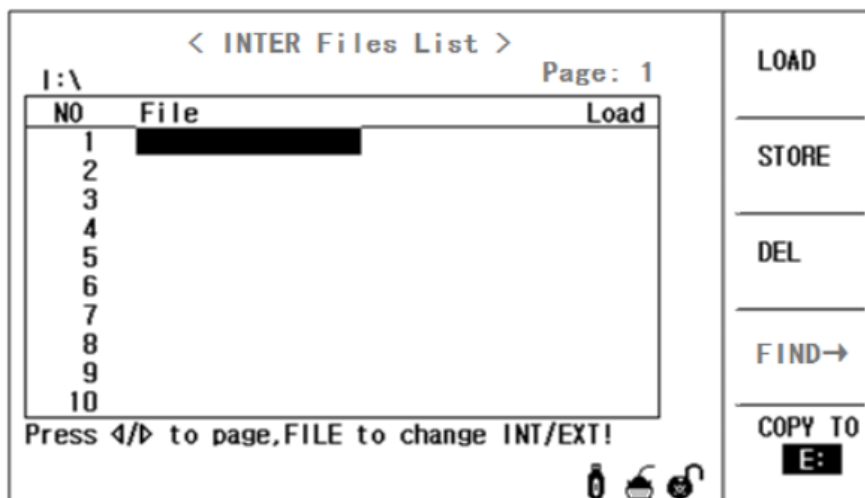 < INTER Files List >
I:\ Page: 1
NO File Load
1
2
3
4
5
6
7
8
9
10
Press ◁/▷ to page,FILE to change INT/EXT!
LOAD
STORE
DEL
FIND→
COPY TO
E: